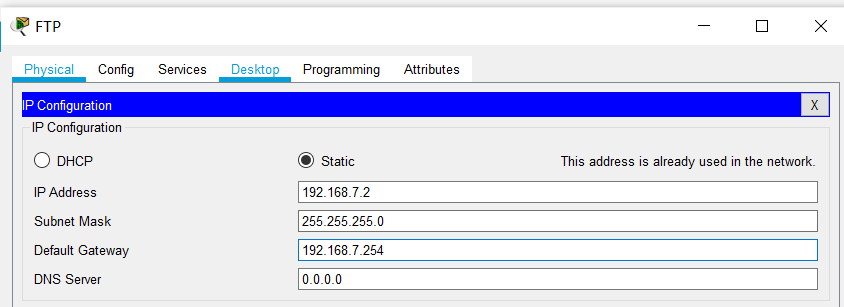 FTP
Physical Config Services Desktop Programming Attributes
IP Configuration X
IP Configuration
DHCP Static This address is already used in the network.
IP Address 192.168.7.2
Subnet Mask 255.255.255.0
Default Gateway 192.168.7.254
DNS Server 0.0.0.0